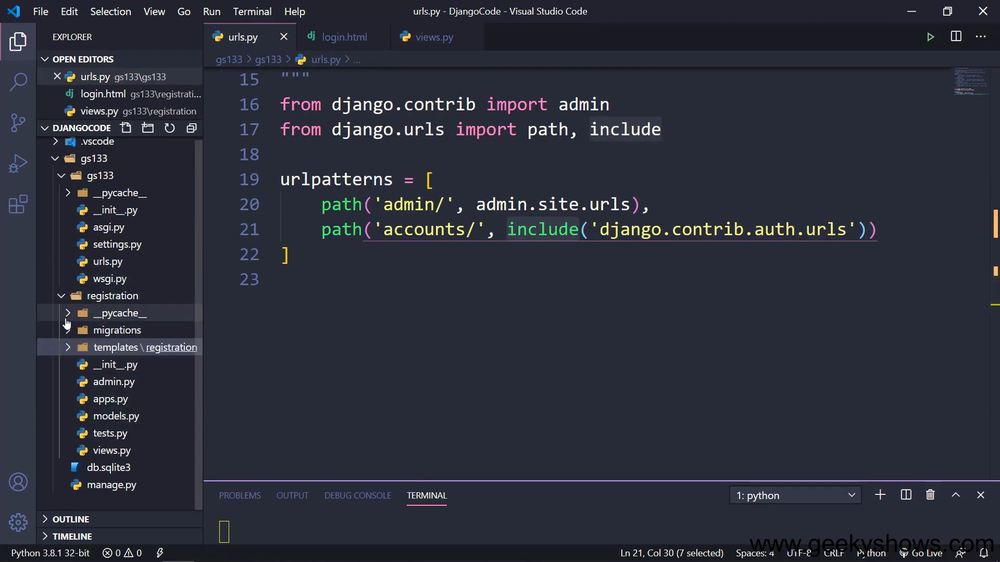 File Edit Selection View Go Run Terminal Help
urls.py - DjangoCode - Visual Studio Code
EXPLORER
OPEN EDITORS
urls.py gs133\gs133
login.html gs133\registrati...
views.py gs133\registration
DJANGOCODE
.vscode
gs133
gs133
__pycache__
__init__.py
asgi.py
settings.py
urls.py
wsgi.py
registration
__pycache__
migrations
templates \ registration
__init__.py
admin.py
apps.py
models.py
tests.py
views.py
db.sqlite3
manage.py
OUTLINE
TIMELINE
urls.py login.html views.py
gs133 > gs133 > urls.py > ...
15 """
16 from django.contrib import admin
17 from django.urls import path, include
18
19 urlpatterns = [
20     path('admin/', admin.site.urls),
21     path('accounts/', include('django.contrib.auth.urls'))
22 ]
23
PROBLEMS OUTPUT DEBUG CONSOLE TERMINAL
1: python
www.geekyshows.com
Python 3.8.1 32-bit 0 0 Ln 21, Col 30 (7 selected) Spaces: 4 UTF-8 CRLF Python Go Live